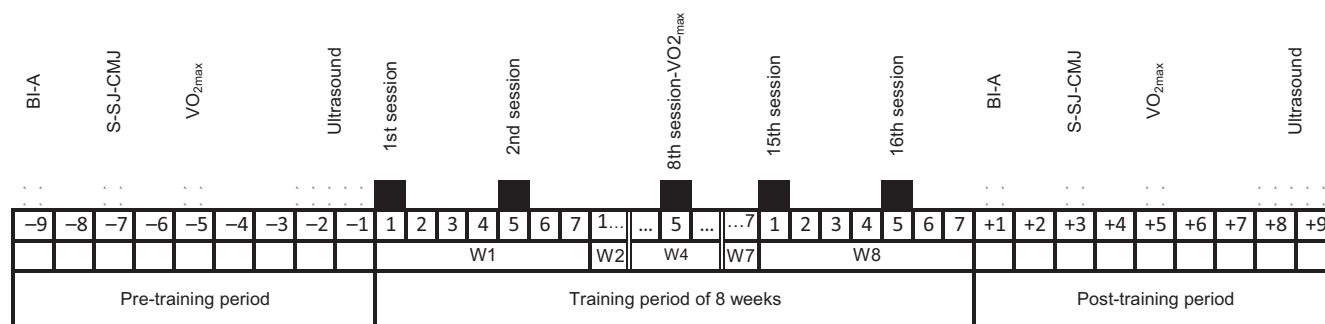 BI-A
S-SJ-CMJ
VO2max
Ultrasound
1st session
2nd session
8th session-VO2max
15th session
16th session
BI-A
S-SJ-CMJ
VO2max
Ultrasound
–9 –8 –7 –6 –5 –4 –3 –2 –1 1 2 3 4 5 6 7 1... ... 5 ... ...7 1 2 3 4 5 6 7 +1 +2 +3 +4 +5 +6 +7 +8 +9
W1 W2 W4 W7 W8
Pre-training period Training period of 8 weeks Post-training period